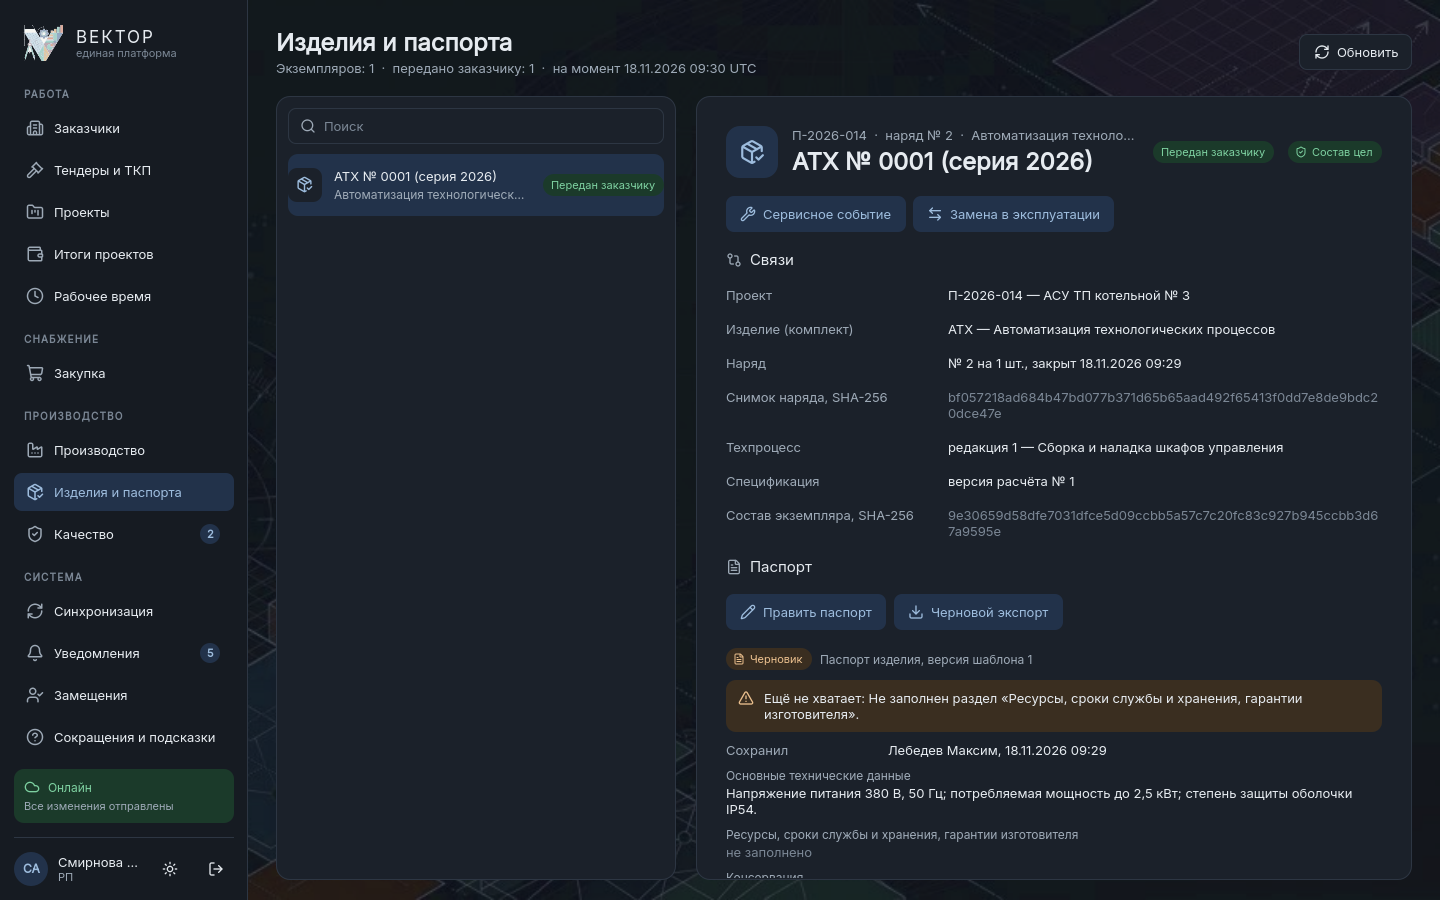 ВЕКТОР
единая платформа
РАБОТА
Заказчики
Тендеры и ТКП
Проекты
Итоги проектов
Рабочее время
СНАБЖЕНИЕ
Закупка
ПРОИЗВОДСТВО
Производство
Изделия и паспорта
Качество
2
СИСТЕМА
Синхронизация
Уведомления
5
Замещения
Сокращения и подсказки
Онлайн
Все изменения отправлены
СА
Смирнова ...
РП
Изделия и паспорта
Экземпляров: 1 · передано заказчику: 1 · на момент 18.11.2026 09:30 UTC
Обновить
Поиск
АТХ № 0001 (серия 2026)
Автоматизация технологическ...
Передан заказчику
П-2026-014 · наряд № 2 · Автоматизация техноло...
АТХ № 0001 (серия 2026)
Передан заказчику
Состав цел
Сервисное событие
Замена в эксплуатации
Связи
Проект
П-2026-014 — АСУ ТП котельной № 3
Изделие (комплект)
АТХ — Автоматизация технологических процессов
Наряд
№ 2 на 1 шт., закрыт 18.11.2026 09:29
Снимок наряда, SHA-256
bf057218ad684b47bd077b371d65b65aad492f65413f0dd7e8de9bdc2
0dce47e
Техпроцесс
редакция 1 — Сборка и наладка шкафов управления
Спецификация
версия расчёта № 1
Состав экземпляра, SHA-256
9e30659d58dfe7031dfce5d09ccbb5a57c7c20fc83c927b945ccbb3d6
7a9595e
Паспорт
Править паспорт
Черновой экспорт
Черновик
Паспорт изделия, версия шаблона 1
Ещё не хватает: Не заполнен раздел «Ресурсы, сроки службы и хранения, гарантии
изготовителя».
Сохранил
Лебедев Максим, 18.11.2026 09:29
Основные технические данные
Напряжение питания 380 В, 50 Гц; потребляемая мощность до 2,5 кВт; степень защиты оболочки
IP54.
Ресурсы, сроки службы и хранения, гарантии изготовителя
не заполнено
Консервация